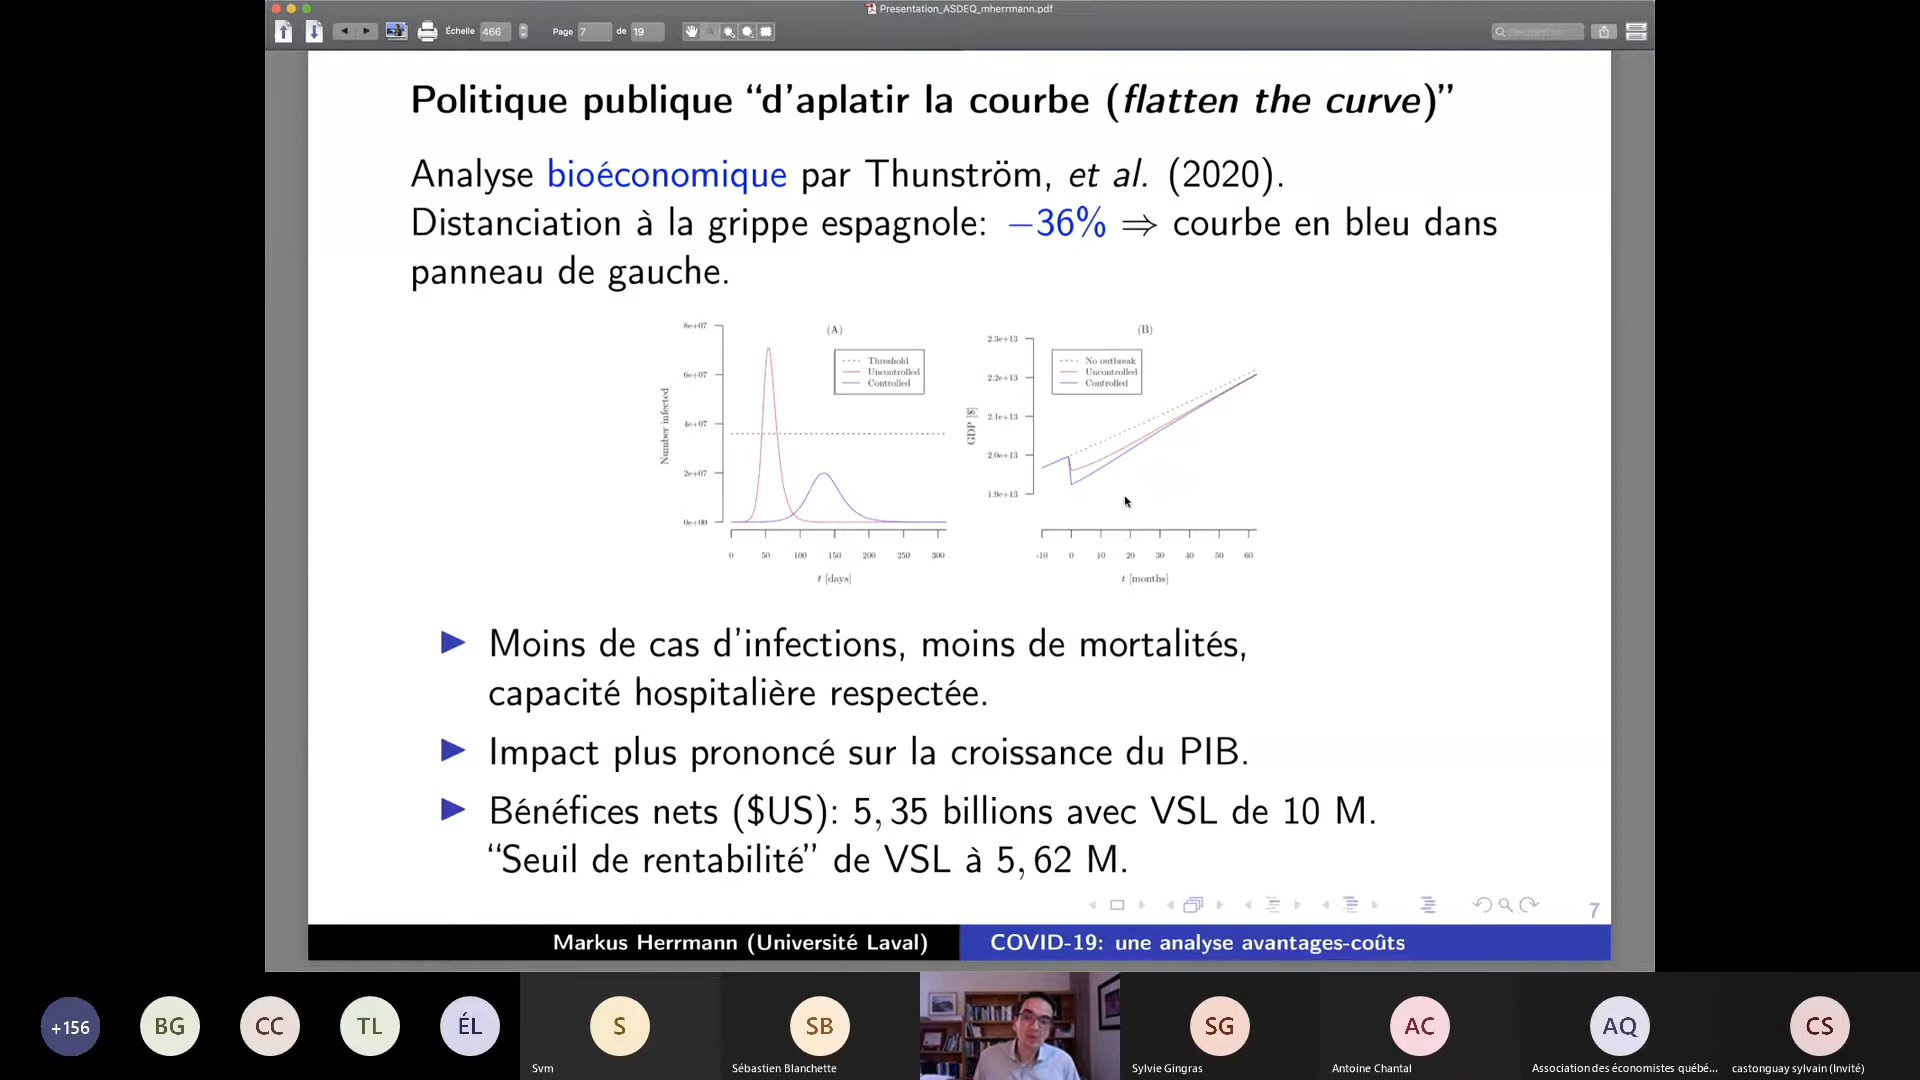 Presentation_ASDEQ_mherrmann.pdf
Échelle 466 Page 7 de 19
Politique publique “d’aplatir la courbe (flatten the curve)”
Analyse bioéconomique par Thunström, et al. (2020).
Distanciation à la grippe espagnole: −36% ⇒ courbe en bleu dans
panneau de gauche.
(A)
8e+07
6e+07
4e+07
2e+07
0e+00
Number infected
Threshold
Uncontrolled
Controlled
0 50 100 150 200 250 300
t [days]
(B)
2.3e+13
2.2e+13
2.1e+13
2.0e+13
1.9e+13
GDP [$]
No outbreak
Uncontrolled
Controlled
-10 0 10 20 30 40 50 60
t [months]
▶ Moins de cas d’infections, moins de mortalités,
capacité hospitalière respectée.
▶ Impact plus prononcé sur la croissance du PIB.
▶ Bénéfices nets ($US): 5,35 billions avec VSL de 10 M.
“Seuil de rentabilité” de VSL à 5,62 M.
7
Markus Herrmann (Université Laval) COVID-19: une analyse avantages-coûts
+156 BG CC TL ÉL S SB SG AC AQ CS
Svm Sébastien Blanchette Sylvie Gingras Antoine Chantal Association des économistes québé... castonguay sylvain (Invité)